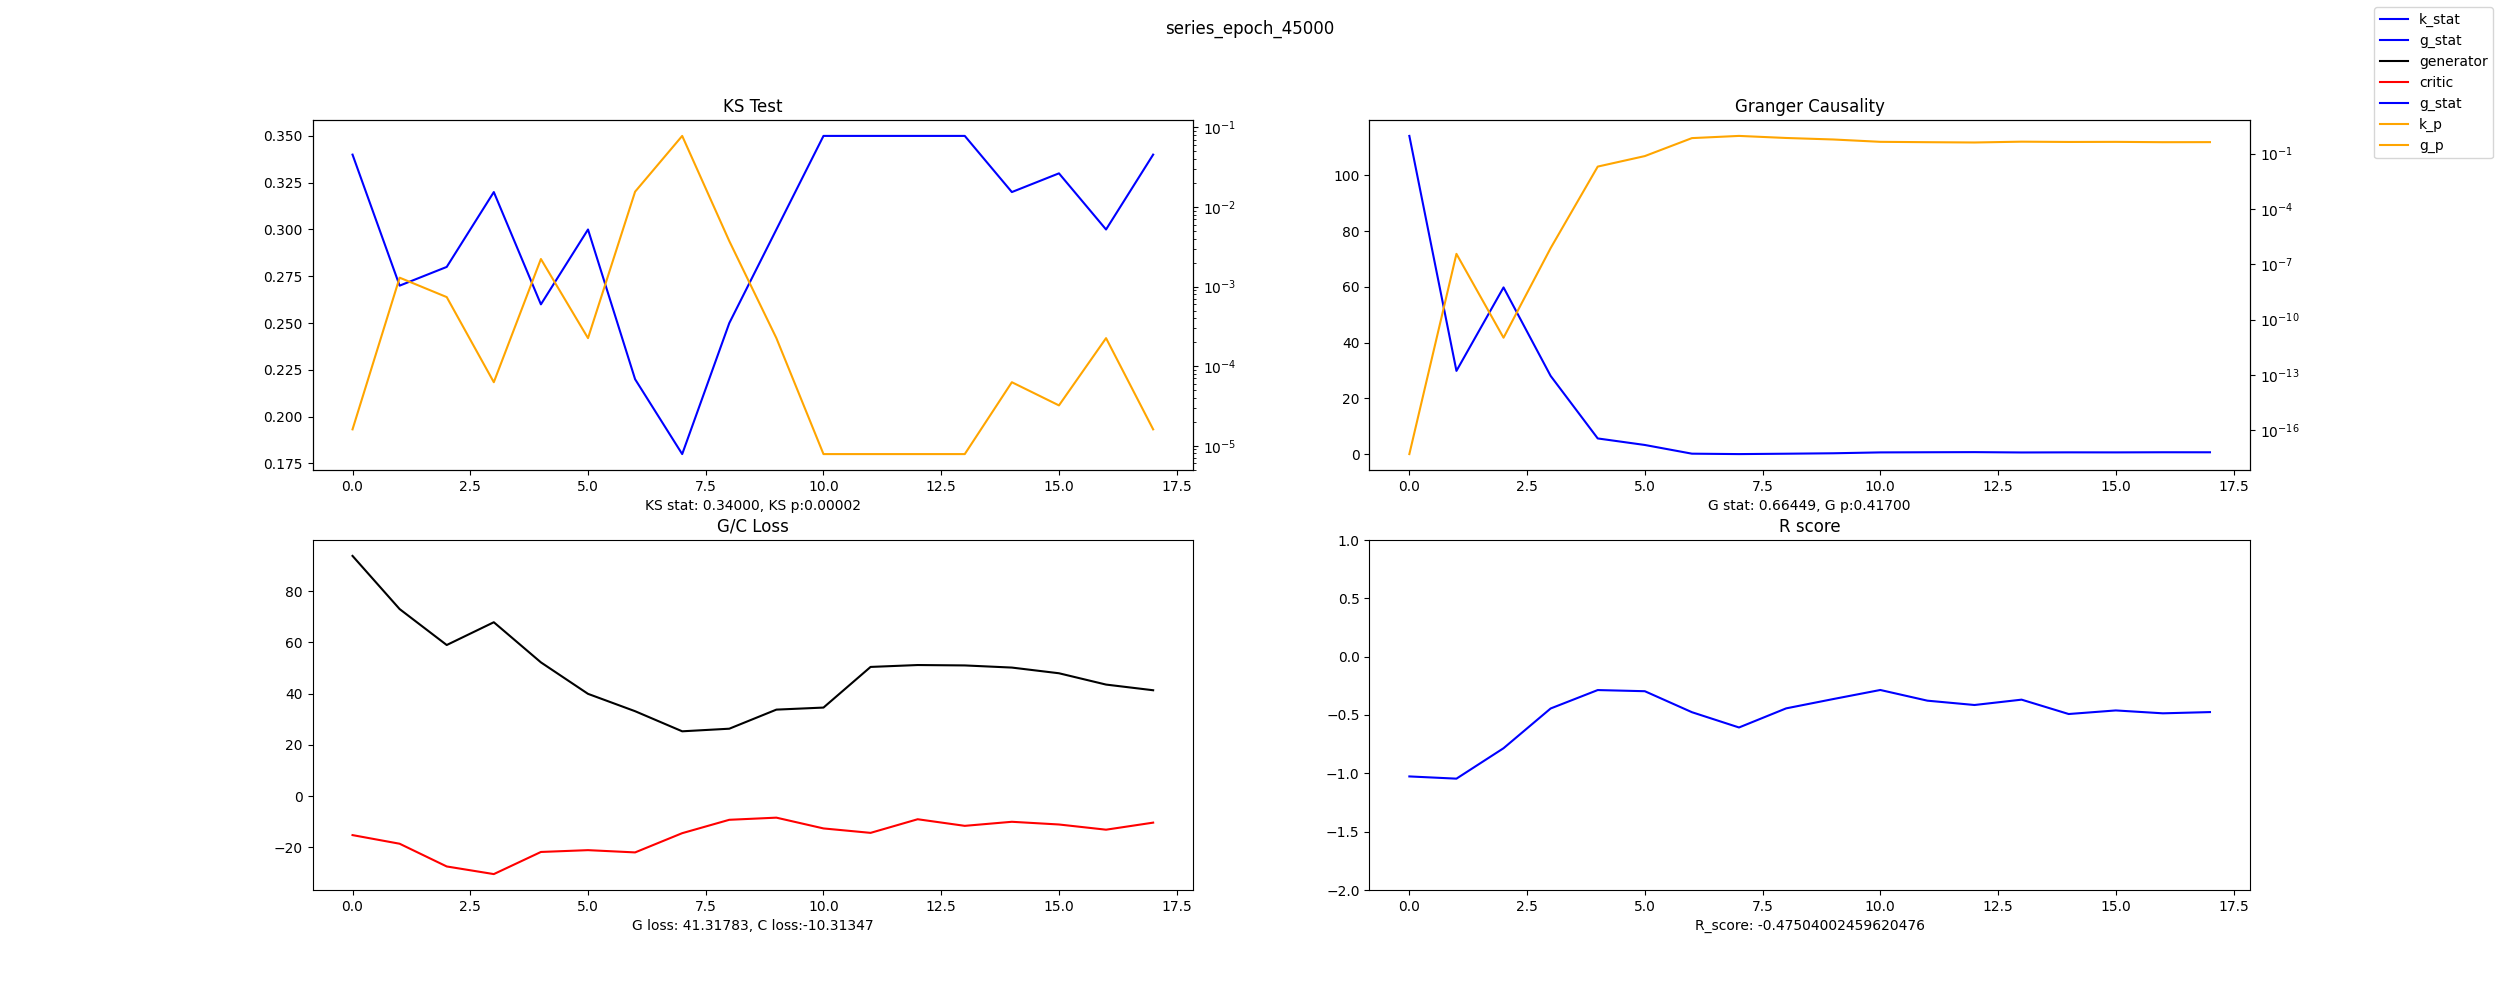 series_epoch_45000
k_stat
g_stat
generator
critic
g_stat
k_p
g_p
KS Test
0.350
0.325
0.300
0.275
0.250
0.225
0.200
0.175
10⁻¹
10⁻²
10⁻³
10⁻⁴
10⁻⁵
0.0 2.5 5.0 7.5 10.0 12.5 15.0 17.5
KS stat: 0.34000, KS p:0.00002
Granger Causality
100
80
60
40
20
0
10⁻¹
10⁻⁴
10⁻⁷
10⁻¹⁰
10⁻¹³
10⁻¹⁶
0.0 2.5 5.0 7.5 10.0 12.5 15.0 17.5
G stat: 0.66449, G p:0.41700
G/C Loss
80
60
40
20
0
−20
0.0 2.5 5.0 7.5 10.0 12.5 15.0 17.5
G loss: 41.31783, C loss:-10.31347
R score
1.0
0.5
0.0
−0.5
−1.0
−1.5
−2.0
0.0 2.5 5.0 7.5 10.0 12.5 15.0 17.5
R_score: -0.47504002459620476